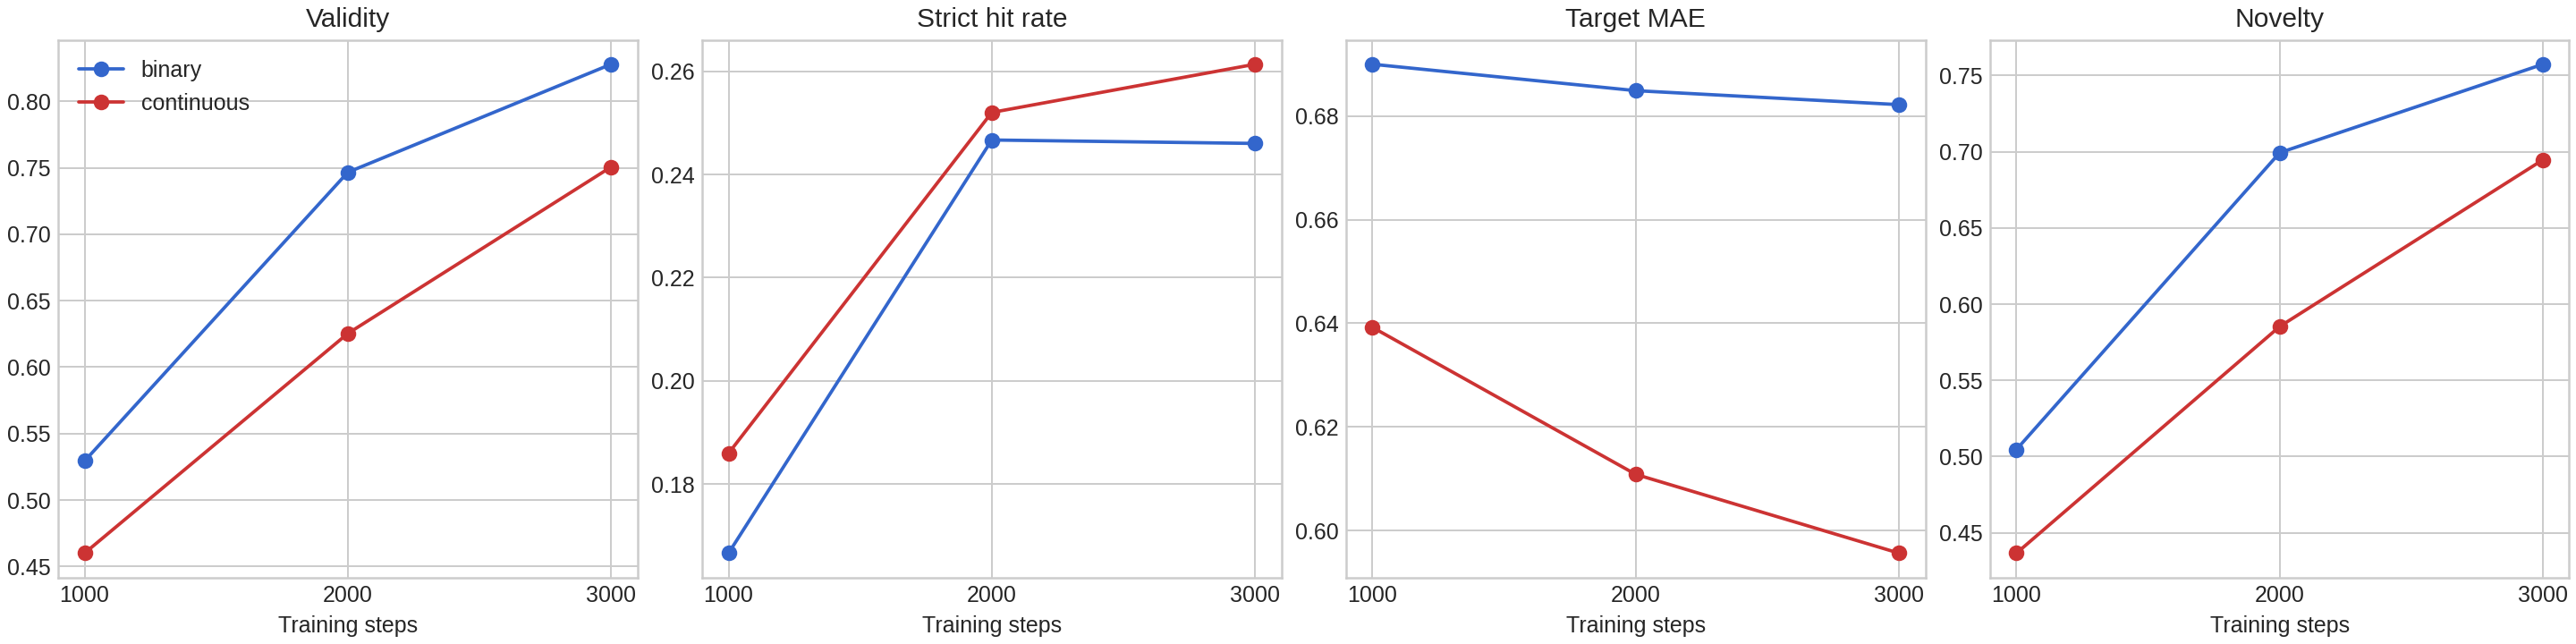 Validity
binary
continuous
0.80
0.75
0.70
0.65
0.60
0.55
0.50
0.45
1000 2000 3000
Training steps
Strict hit rate
0.26
0.24
0.22
0.20
0.18
1000 2000 3000
Training steps
Target MAE
0.68
0.66
0.64
0.62
0.60
1000 2000 3000
Training steps
Novelty
0.75
0.70
0.65
0.60
0.55
0.50
0.45
1000 2000 3000
Training steps